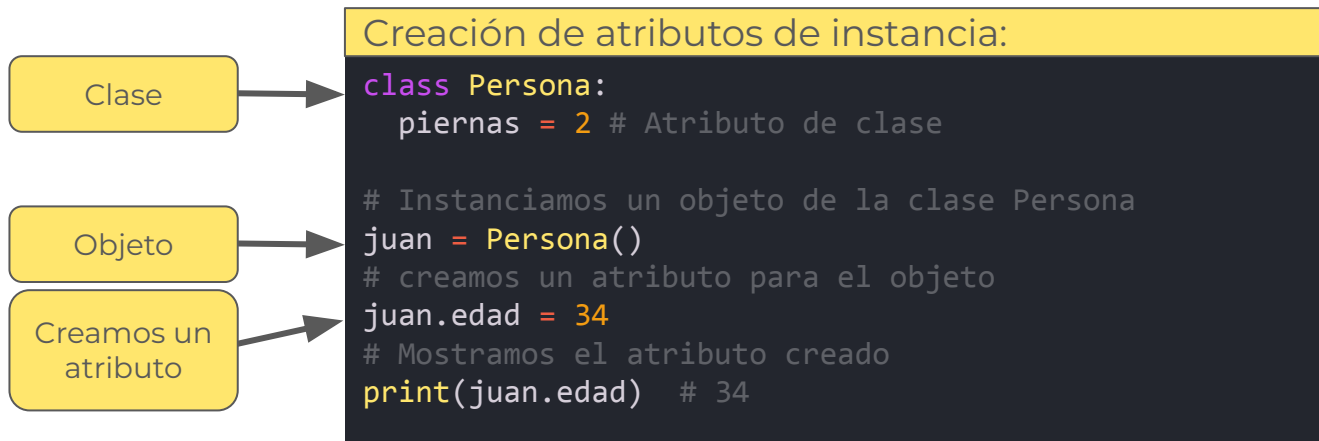 Creación de atributos de instancia:
Clase
class Persona:
  piernas = 2 # Atributo de clase
# Instanciamos un objeto de la clase Persona
Objeto
juan = Persona()
# creamos un atributo para el objeto
Creamos un
atributo
juan.edad = 34
# Mostramos el atributo creado
print(juan.edad)  # 34